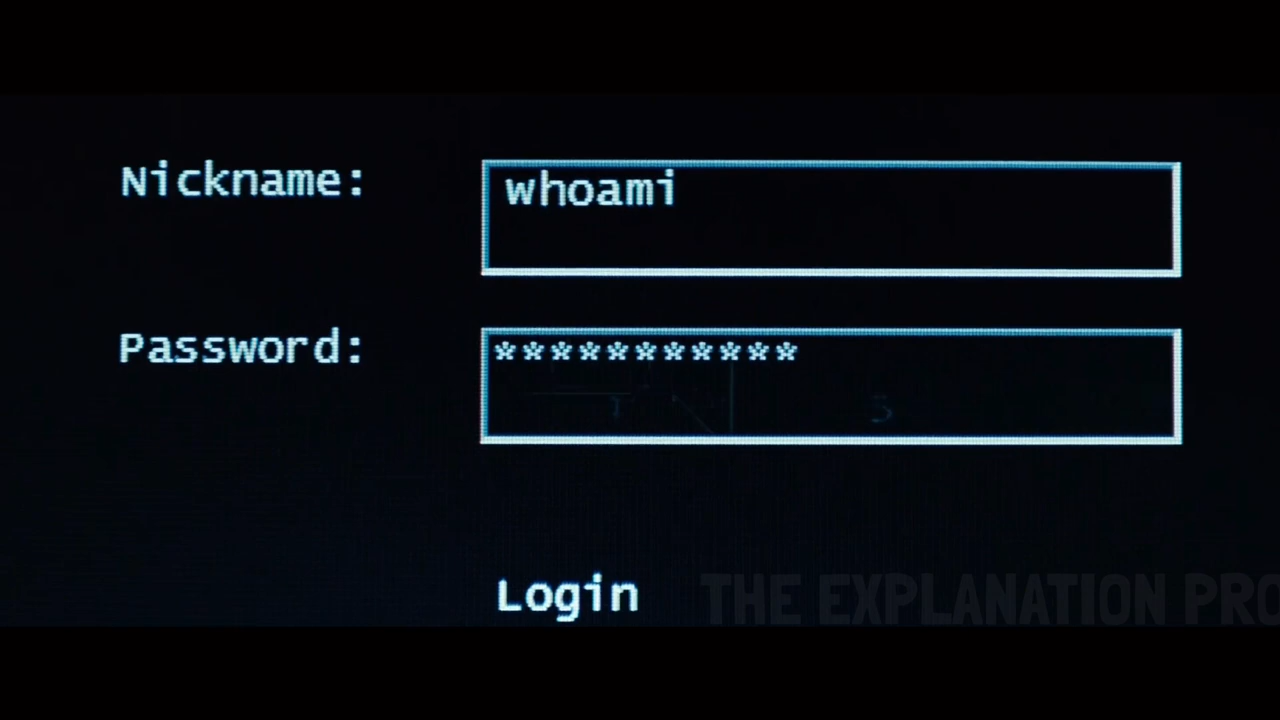 Nickname: whoami
Password: ***********
Login
THE EXPLANATION PRO